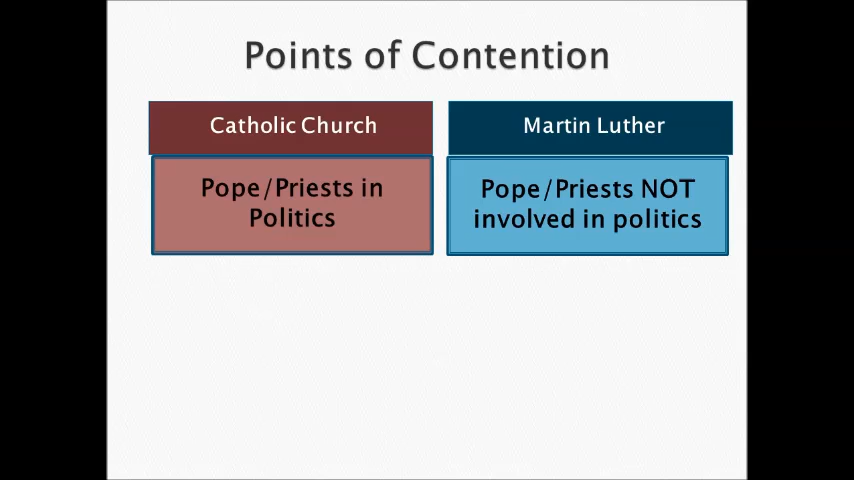 Points of Contention
Catholic Church
Martin Luther
Pope/Priests in
Politics
Pope/Priests NOT
involved in politics